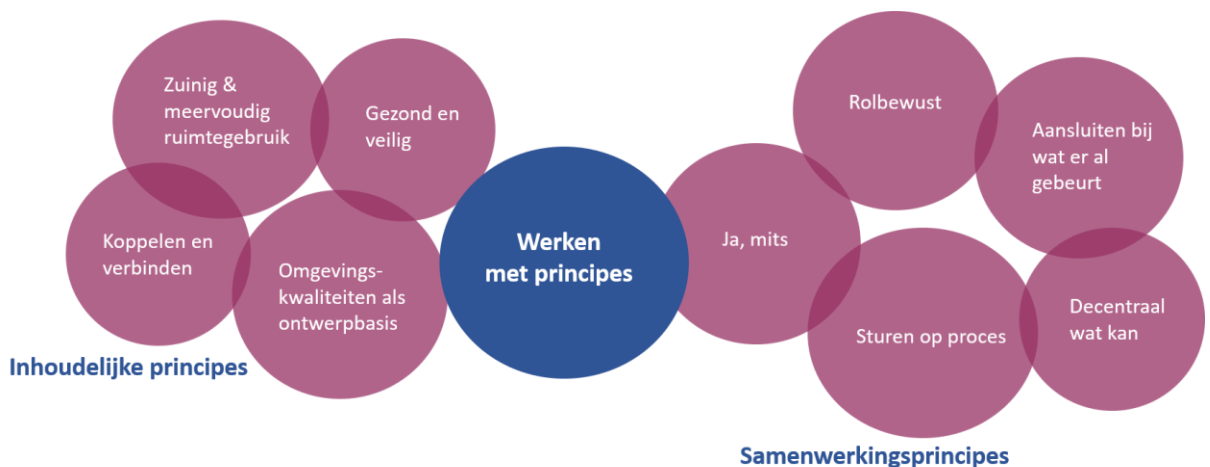 Zuinig &
meervoudig
ruimtegebruik
Gezond en
veilig
Koppelen en
verbinden
Omgevings-
kwaliteiten als
ontwerpbasis
Inhoudelijke principes
Werken
met principes
Ja, mits
Rolbewust
Aansluiten bij
wat er al
gebeurt
Sturen op proces
Decentraal
wat kan
Samenwerkingsprincipes